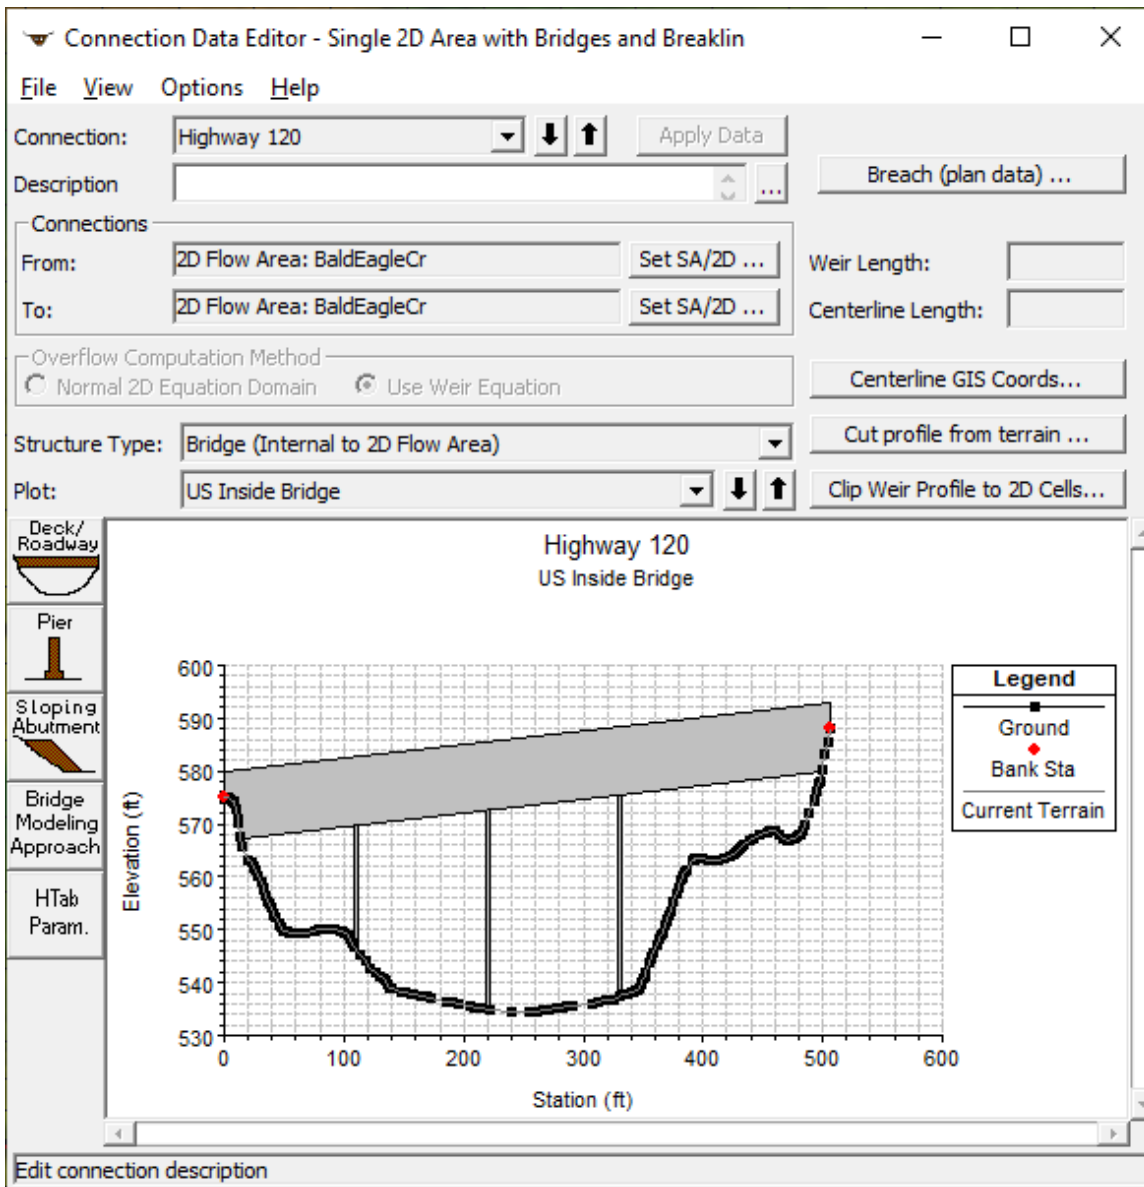 Connection Data Editor - Single 2D Area with Bridges and Breaklin
File View Options Help
Connection: Highway 120 Apply Data
Description ... Breach (plan data) ...
Connections
From: 2D Flow Area: BaldEagleCr Set SA/2D ... Weir Length:
To: 2D Flow Area: BaldEagleCr Set SA/2D ... Centerline Length:
Overflow Computation Method
Normal 2D Equation Domain Use Weir Equation Centerline GIS Coords...
Structure Type: Bridge (Internal to 2D Flow Area) Cut profile from terrain ...
Plot: US Inside Bridge Clip Weir Profile to 2D Cells...
Deck/
Roadway
Pier
Sloping
Abutment
Bridge
Modeling
Approach
HTab
Param.
Highway 120
US Inside Bridge
600
590
580
570
560
550
540
530
Elevation (ft)
0 100 200 300 400 500 600
Station (ft)
Legend
Ground
Bank Sta
Current Terrain
Edit connection description